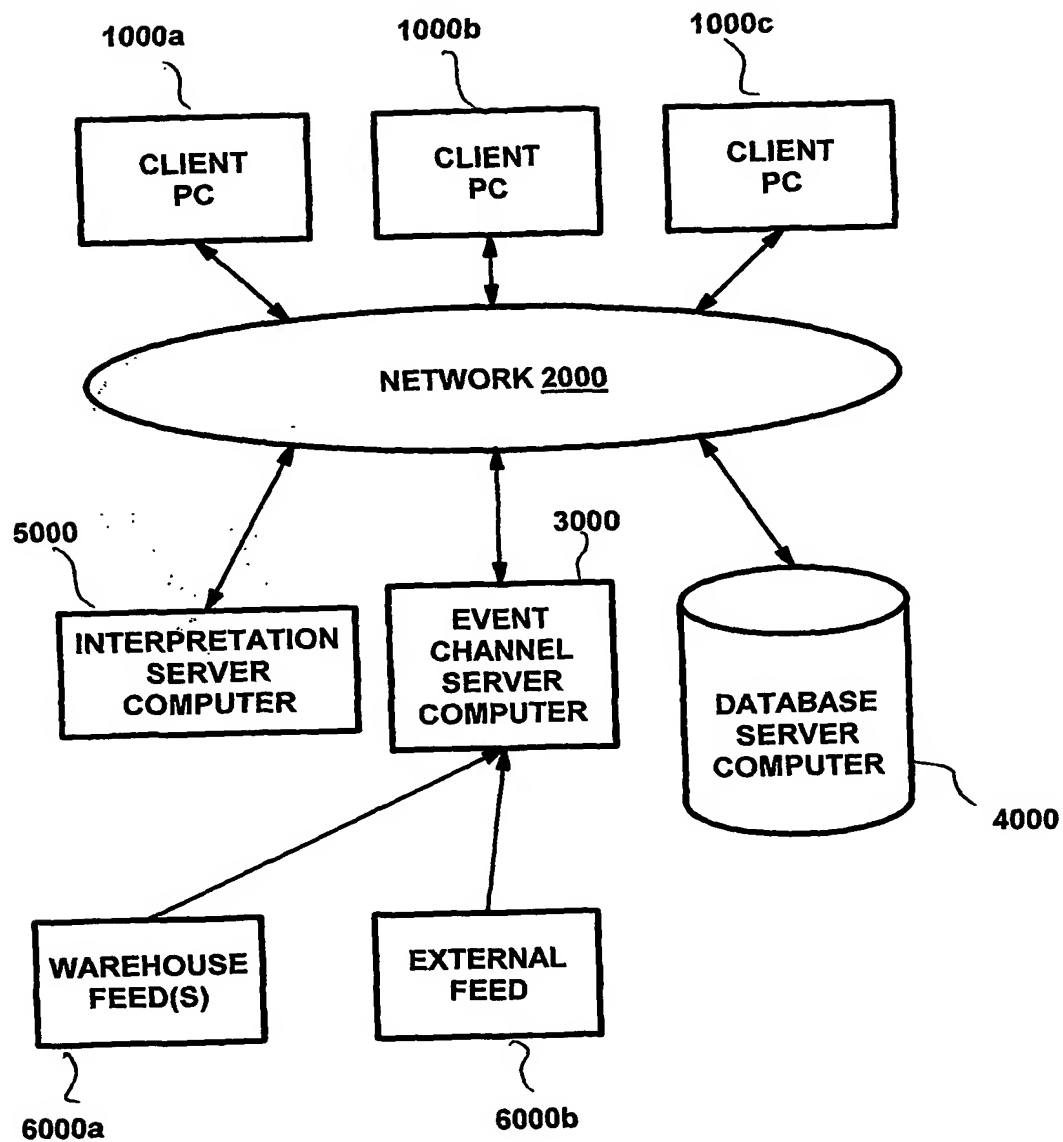 1000a
1000b
1000c
CLIENT
PC
CLIENT
PC
CLIENT
PC
NETWORK 2000
5000
3000
INTERPRETATION
SERVER
COMPUTER
EVENT
CHANNEL
SERVER
COMPUTER
DATABASE
SERVER
COMPUTER
4000
WAREHOUSE
FEED(S)
EXTERNAL
FEED
6000a
6000b